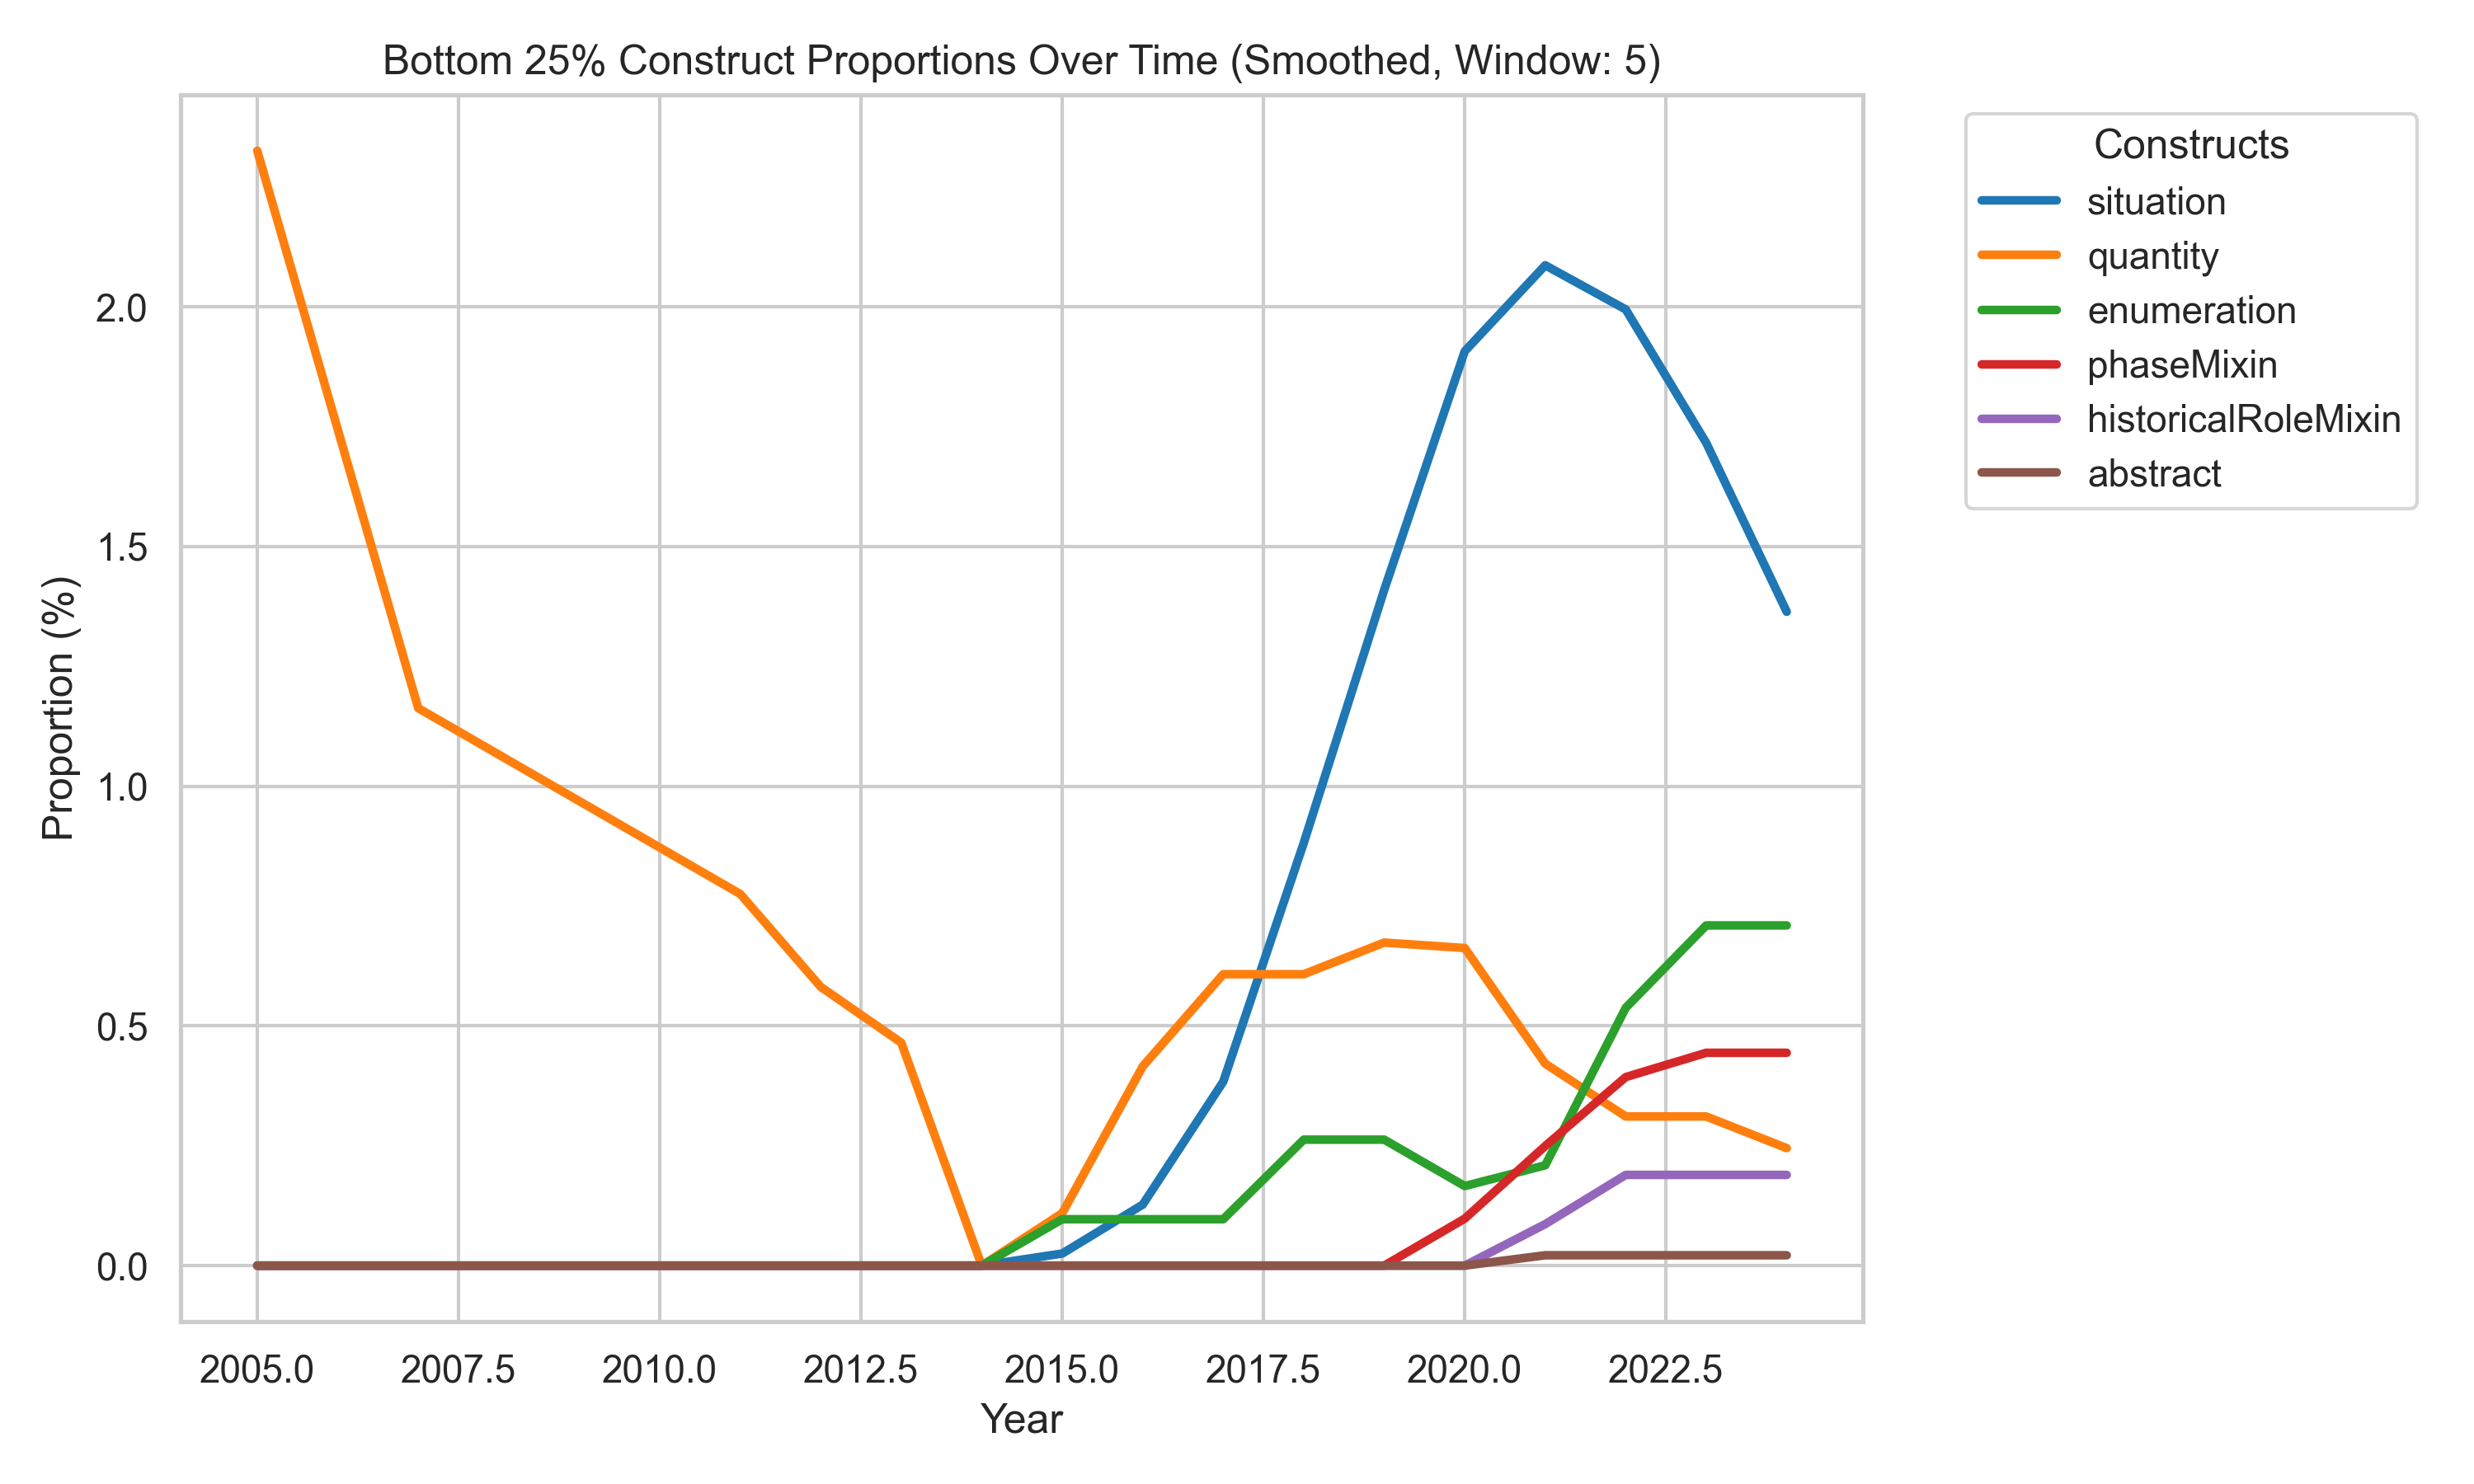 Bottom 25% Construct Proportions Over Time (Smoothed, Window: 5)
Constructs
situation
quantity
enumeration
phaseMixin
historicalRoleMixin
abstract
Proportion (%)
2.0
1.5
1.0
0.5
0.0
2005.0 2007.5 2010.0 2012.5 2015.0 2017.5 2020.0 2022.5
Year